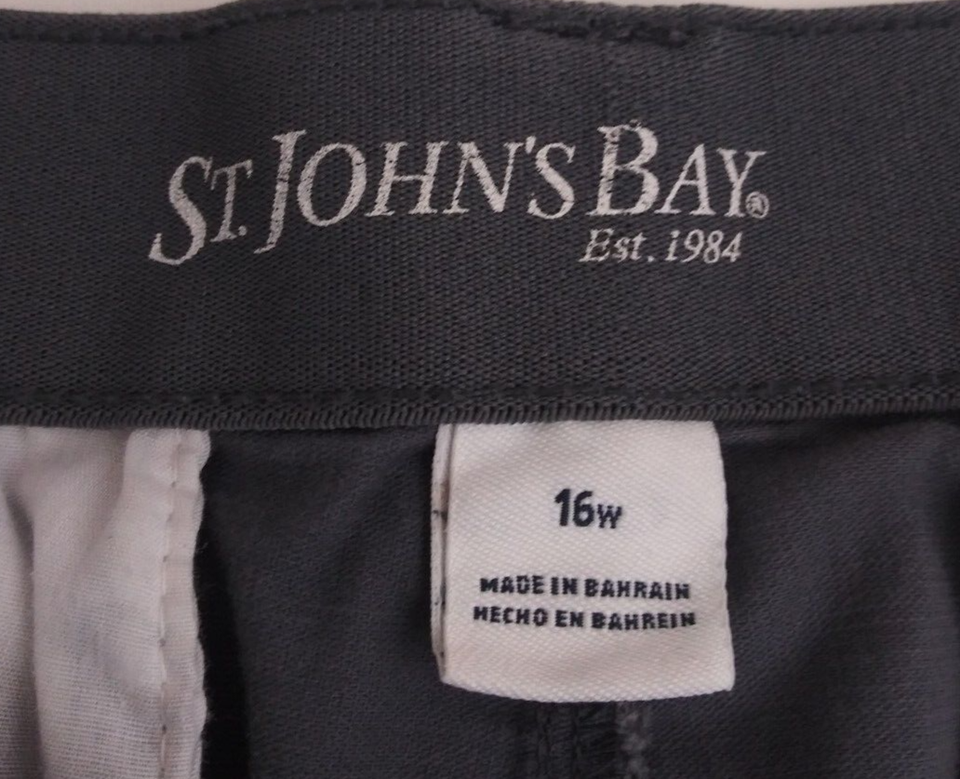 ST. JOHN'S BAY®
Est. 1984
16W
MADE IN BAHRAIN
HECHO EN BAHREIN